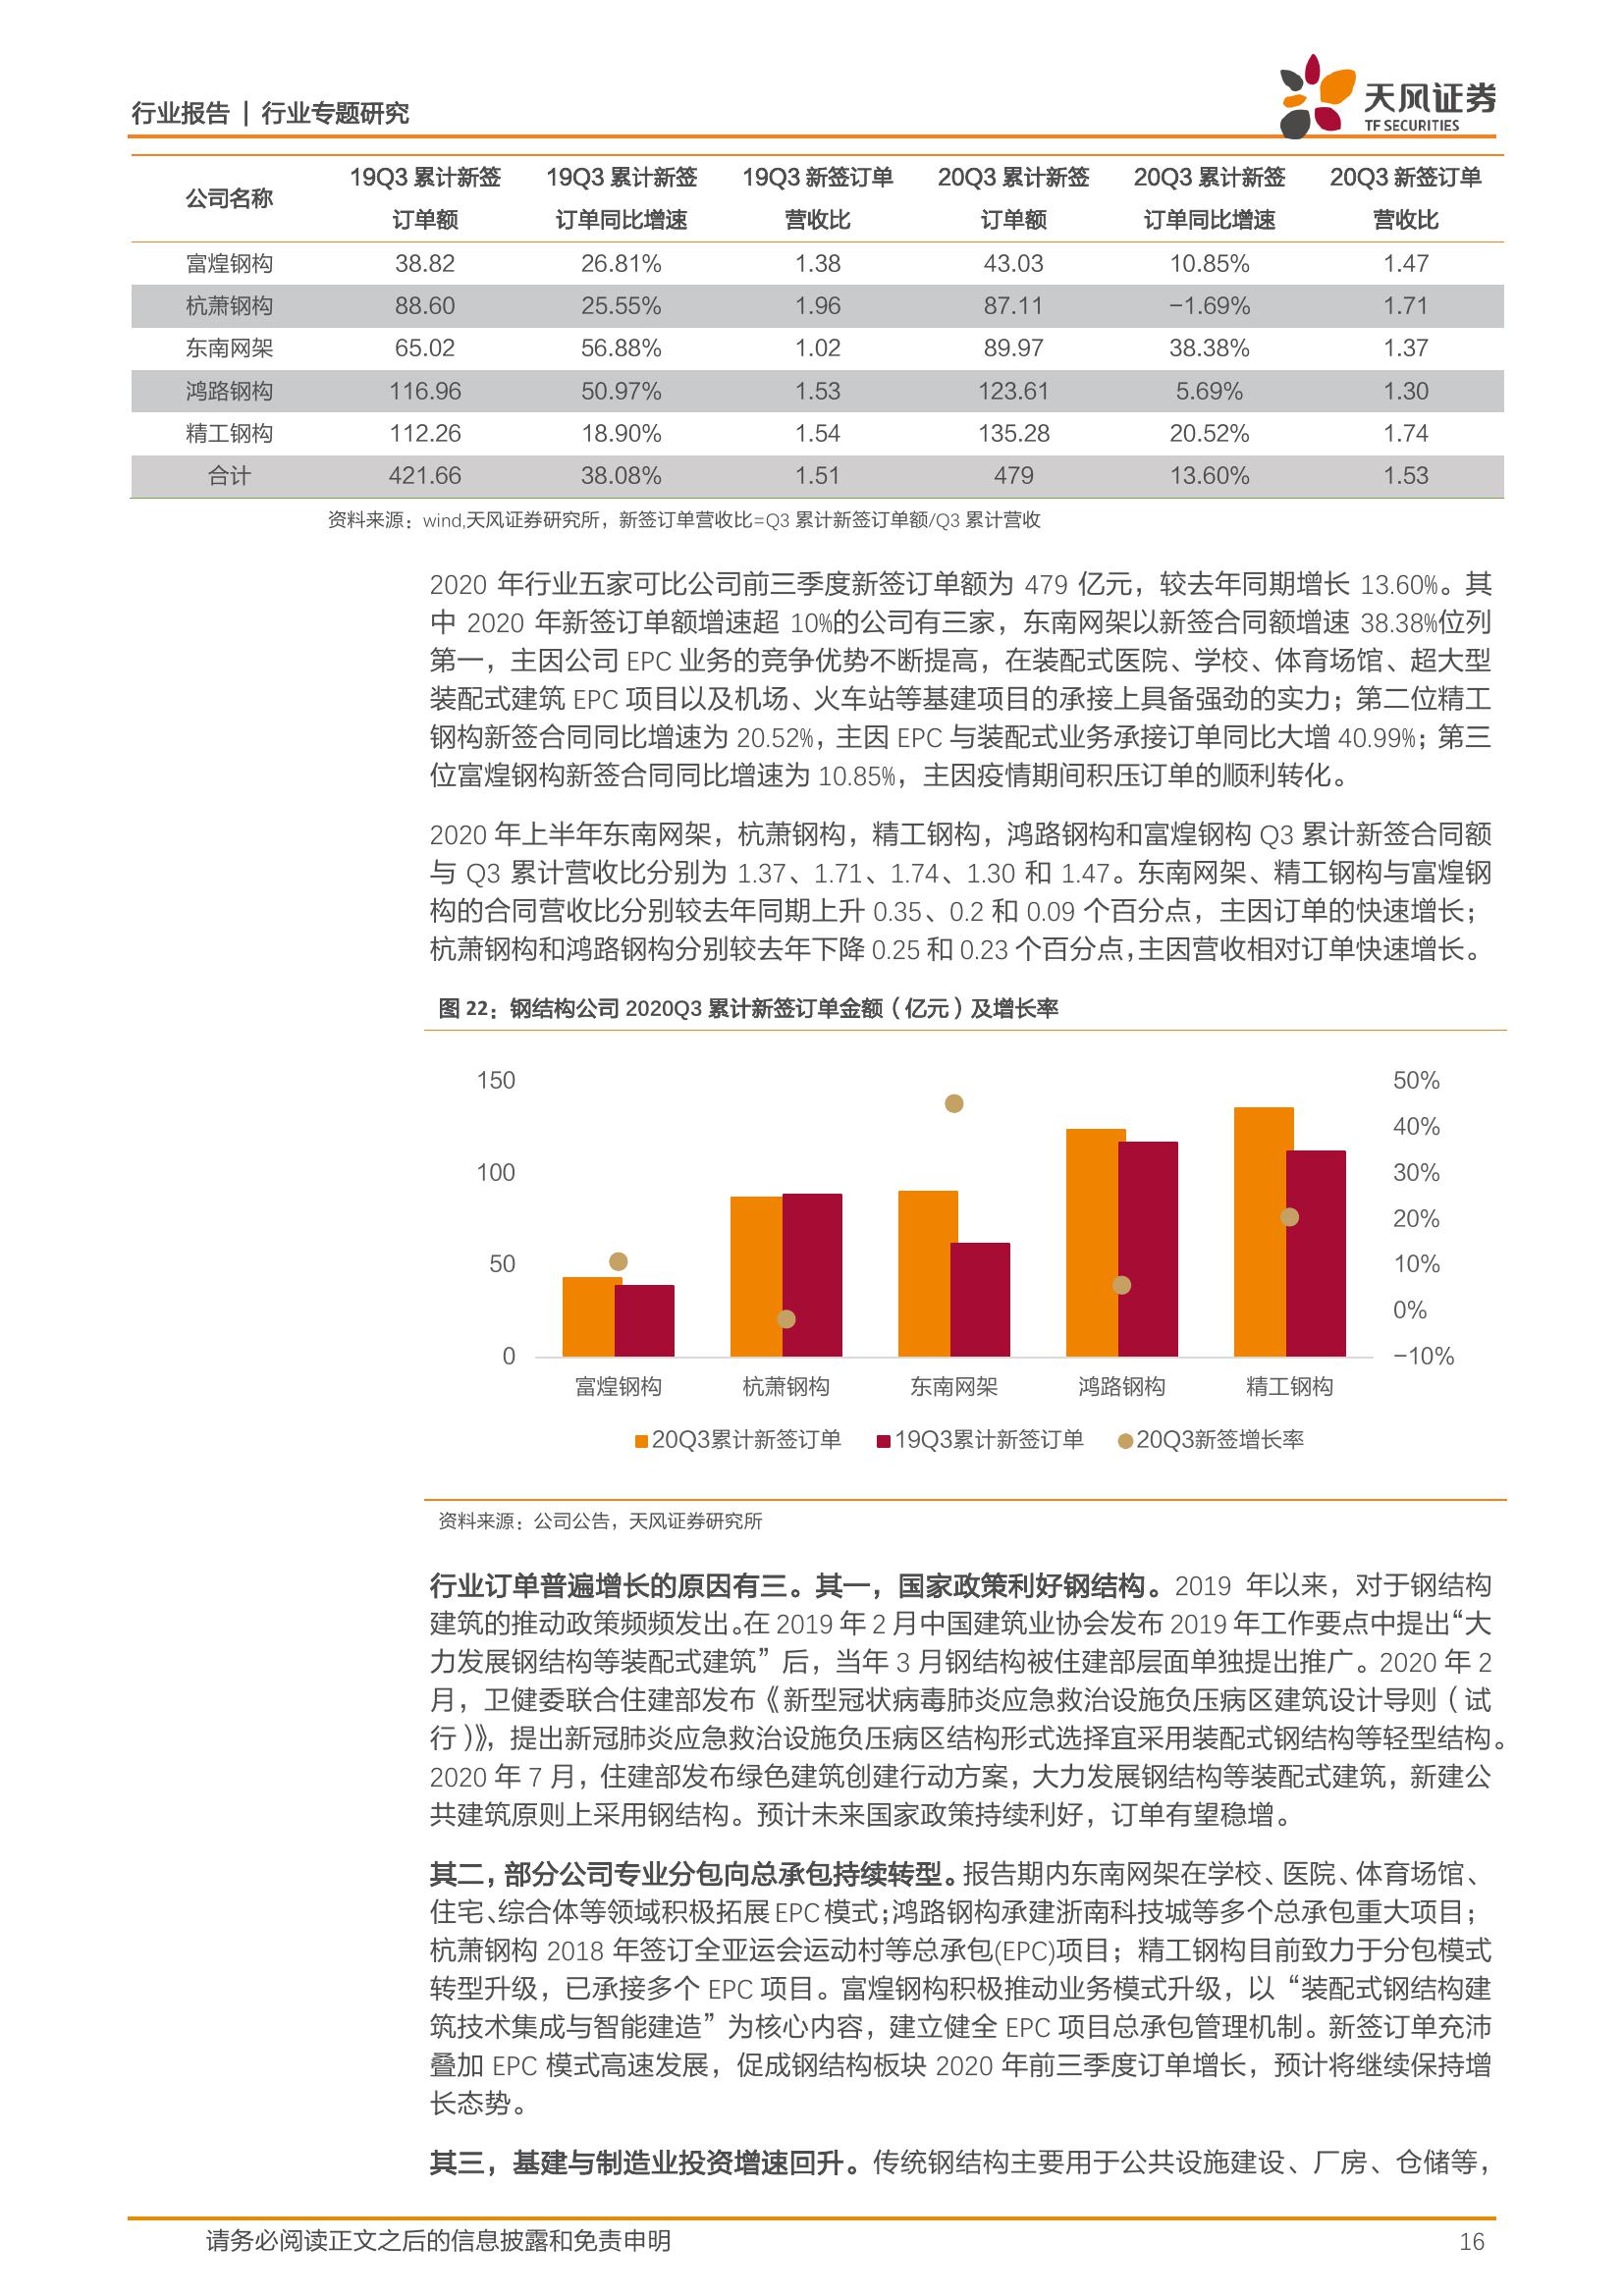 行业报告 | 行业专题研究
天风证券
TF SECURITIES
公司名称 19Q3 累计新签订单额 19Q3 累计新签订单同比增速 19Q3 新签订单营收比 20Q3 累计新签订单额 20Q3 累计新签订单同比增速 20Q3 新签订单营收比
富煌钢构 38.82 26.81% 1.38 43.03 10.85% 1.47
杭萧钢构 88.60 25.55% 1.96 87.11 −1.69% 1.71
东南网架 65.02 56.88% 1.02 89.97 38.38% 1.37
鸿路钢构 116.96 50.97% 1.53 123.61 5.69% 1.30
精工钢构 112.26 18.90% 1.54 135.28 20.52% 1.74
合计 421.66 38.08% 1.51 479 13.60% 1.53
资料来源：wind,天风证券研究所，新签订单营收比=Q3 累计新签订单额/Q3 累计营收
2020 年行业五家可比公司前三季度新签订单额为 479 亿元，较去年同期增长 13.60%。其
中 2020 年新签订单额增速超 10%的公司有三家，东南网架以新签合同额增速 38.38%位列
第一，主因公司 EPC 业务的竞争优势不断提高，在装配式医院、学校、体育场馆、超大型
装配式建筑 EPC 项目以及机场、火车站等基建项目的承接上具备强劲的实力；第二位精工
钢构新签合同同比增速为 20.52%，主因 EPC 与装配式业务承接订单同比大增 40.99%；第三
位富煌钢构新签合同同比增速为 10.85%，主因疫情期间积压订单的顺利转化。
2020 年上半年东南网架，杭萧钢构，精工钢构，鸿路钢构和富煌钢构 Q3 累计新签合同额
与 Q3 累计营收比分别为 1.37、1.71、1.74、1.30 和 1.47。东南网架、精工钢构与富煌钢
构的合同营收比分别较去年同期上升 0.35、0.2 和 0.09 个百分点，主因订单的快速增长；
杭萧钢构和鸿路钢构分别较去年下降 0.25 和 0.23 个百分点，主因营收相对订单快速增长。
图 22：钢结构公司 2020Q3 累计新签订单金额（亿元）及增长率
150 50%
40%
100 30%
20%
50 10%
0%
0 −10%
富煌钢构 杭萧钢构 东南网架 鸿路钢构 精工钢构
20Q3累计新签订单 19Q3累计新签订单 20Q3新签增长率
资料来源：公司公告，天风证券研究所
行业订单普遍增长的原因有三。其一，国家政策利好钢结构。2019 年以来，对于钢结构
建筑的推动政策频频发出。在 2019 年 2 月中国建筑业协会发布 2019 年工作要点中提出“大
力发展钢结构等装配式建筑”后，当年 3 月钢结构被住建部层面单独提出推广。2020 年 2
月，卫健委联合住建部发布《新型冠状病毒肺炎应急救治设施负压病区建筑设计导则（试
行）》，提出新冠肺炎应急救治设施负压病区结构形式选择宜采用装配式钢结构等轻型结构。
2020 年 7 月，住建部发布绿色建筑创建行动方案，大力发展钢结构等装配式建筑，新建公
共建筑原则上采用钢结构。预计未来国家政策持续利好，订单有望稳增。
其二，部分公司专业分包向总承包持续转型。报告期内东南网架在学校、医院、体育场馆、
住宅、综合体等领域积极拓展 EPC 模式；鸿路钢构承建浙南科技城等多个总承包重大项目；
杭萧钢构 2018 年签订全亚运会运动村等总承包(EPC)项目；精工钢构目前致力于分包模式
转型升级，已承接多个 EPC 项目。富煌钢构积极推动业务模式升级，以“装配式钢结构建
筑技术集成与智能建造”为核心内容，建立健全 EPC 项目总承包管理机制。新签订单充沛
叠加 EPC 模式高速发展，促成钢结构板块 2020 年前三季度订单增长，预计将继续保持增
长态势。
其三，基建与制造业投资增速回升。传统钢结构主要用于公共设施建设、厂房、仓储等，
请务必阅读正文之后的信息披露和免责申明 16